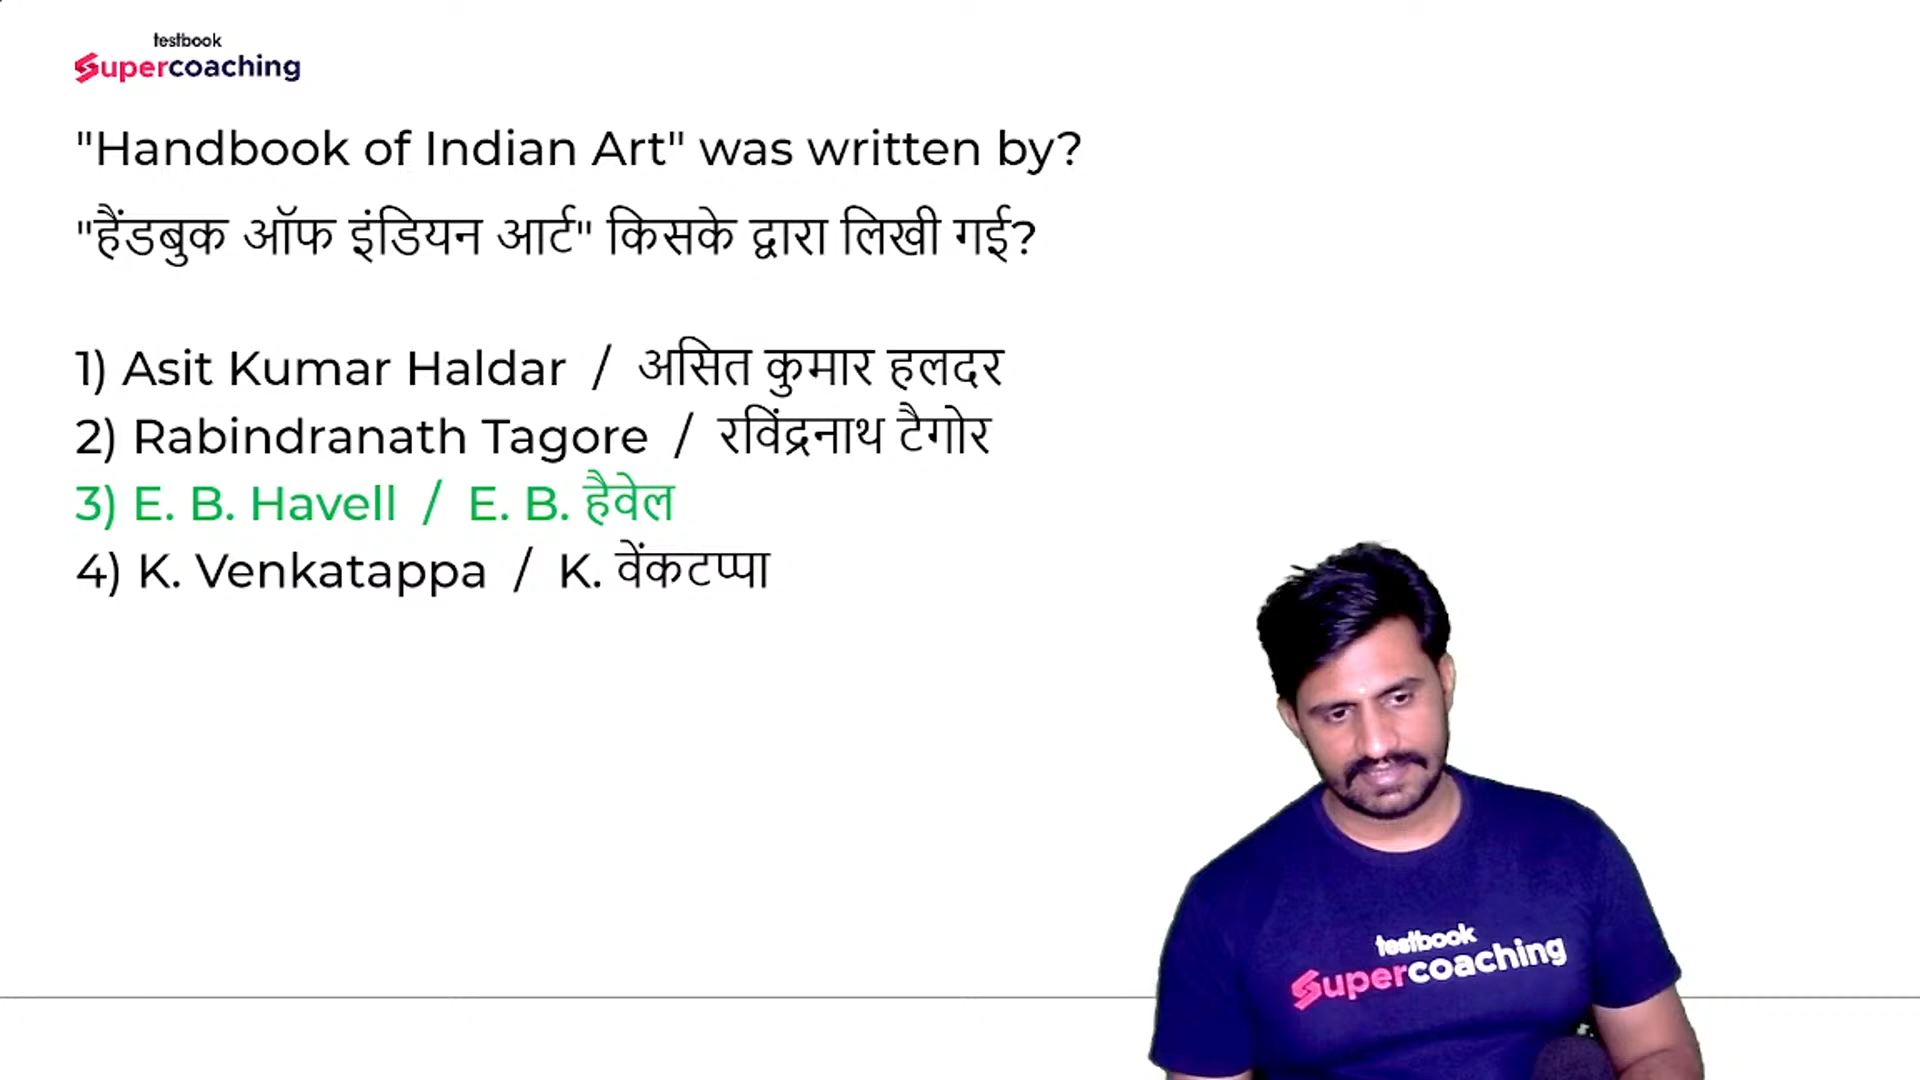 testbook
Supercoaching
"Handbook of Indian Art" was written by?
"हैंडबुक ऑफ इंडियन आर्ट" किसके द्वारा लिखी गई?
1) Asit Kumar Haldar / असित कुमार हलदर
2) Rabindranath Tagore / रविंद्रनाथ टैगोर
3) E. B. Havell / E. B. हैवेल
4) K. Venkatappa / K. वेंकटप्पा
testbook
Supercoaching